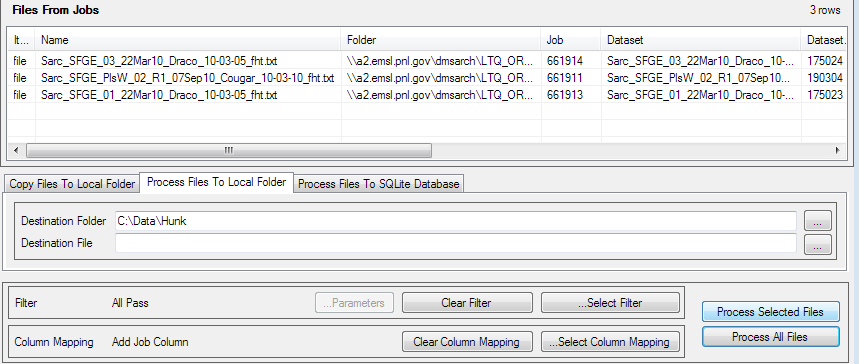 Files From Jobs 3 rows
It... Name Folder Job Dataset Dataset.
file Sarc_SFGE_03_22Mar10_Draco_10-03-05_fht.txt \\a2.emsl.pnl.gov\dmsarch\LTQ_OR... 661914 Sarc_SFGE_03_22Mar10_Draco_10-... 175024
file Sarc_SFGE_PlsW_02_R1_07Sep10_Cougar_10-03-10_fht.txt \\a2.emsl.pnl.gov\dmsarch\LTQ_OR... 661911 Sarc_SFGE_PlsW_02_R1_07Sep10... 190304
file Sarc_SFGE_01_22Mar10_Draco_10-03-05_fht.txt \\a2.emsl.pnl.gov\dmsarch\LTQ_OR... 661913 Sarc_SFGE_01_22Mar10_Draco_10-... 175023
Copy Files To Local Folder Process Files To Local Folder Process Files To SQLite Database
Destination Folder C:\Data\Hunk ...
Destination File ...
Filter All Pass ...Parameters Clear Filter ...Select Filter
Process Selected Files
Process All Files
Column Mapping Add Job Column Clear Column Mapping ...Select Column Mapping